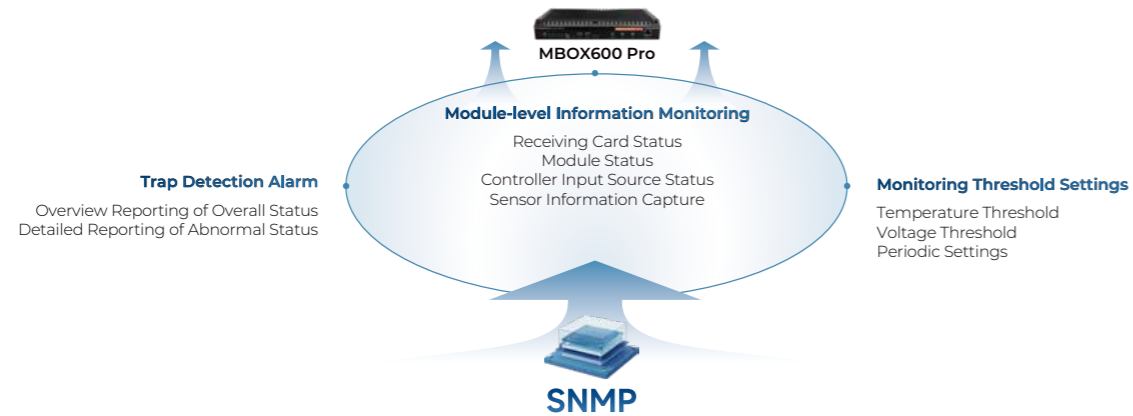 MBOX600 Pro
Module-level Information Monitoring
Receiving Card Status
Module Status
Controller Input Source Status
Sensor Information Capture
Trap Detection Alarm
Overview Reporting of Overall Status
Detailed Reporting of Abnormal Status
Monitoring Threshold Settings
Temperature Threshold
Voltage Threshold
Periodic Settings
SNMP